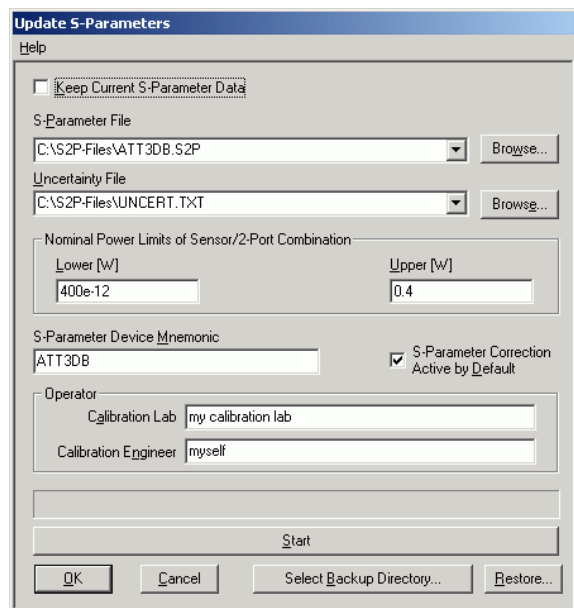 Update S-Parameters
Help
Keep Current S-Parameter Data
S-Parameter File
C:\S2P-Files\ATT3DB.S2P
Browse...
Uncertainty File
C:\S2P-Files\UNCERT.TXT
Browse...
Nominal Power Limits of Sensor/2-Port Combination
Lower [W]
Upper [W]
400e-12
0.4
S-Parameter Device Mnemonic
ATT3DB
S-Parameter Correction
Active by Default
Operator
Calibration Lab
my calibration lab
Calibration Engineer
myself
Start
OK
Cancel
Select Backup Directory...
Restore...